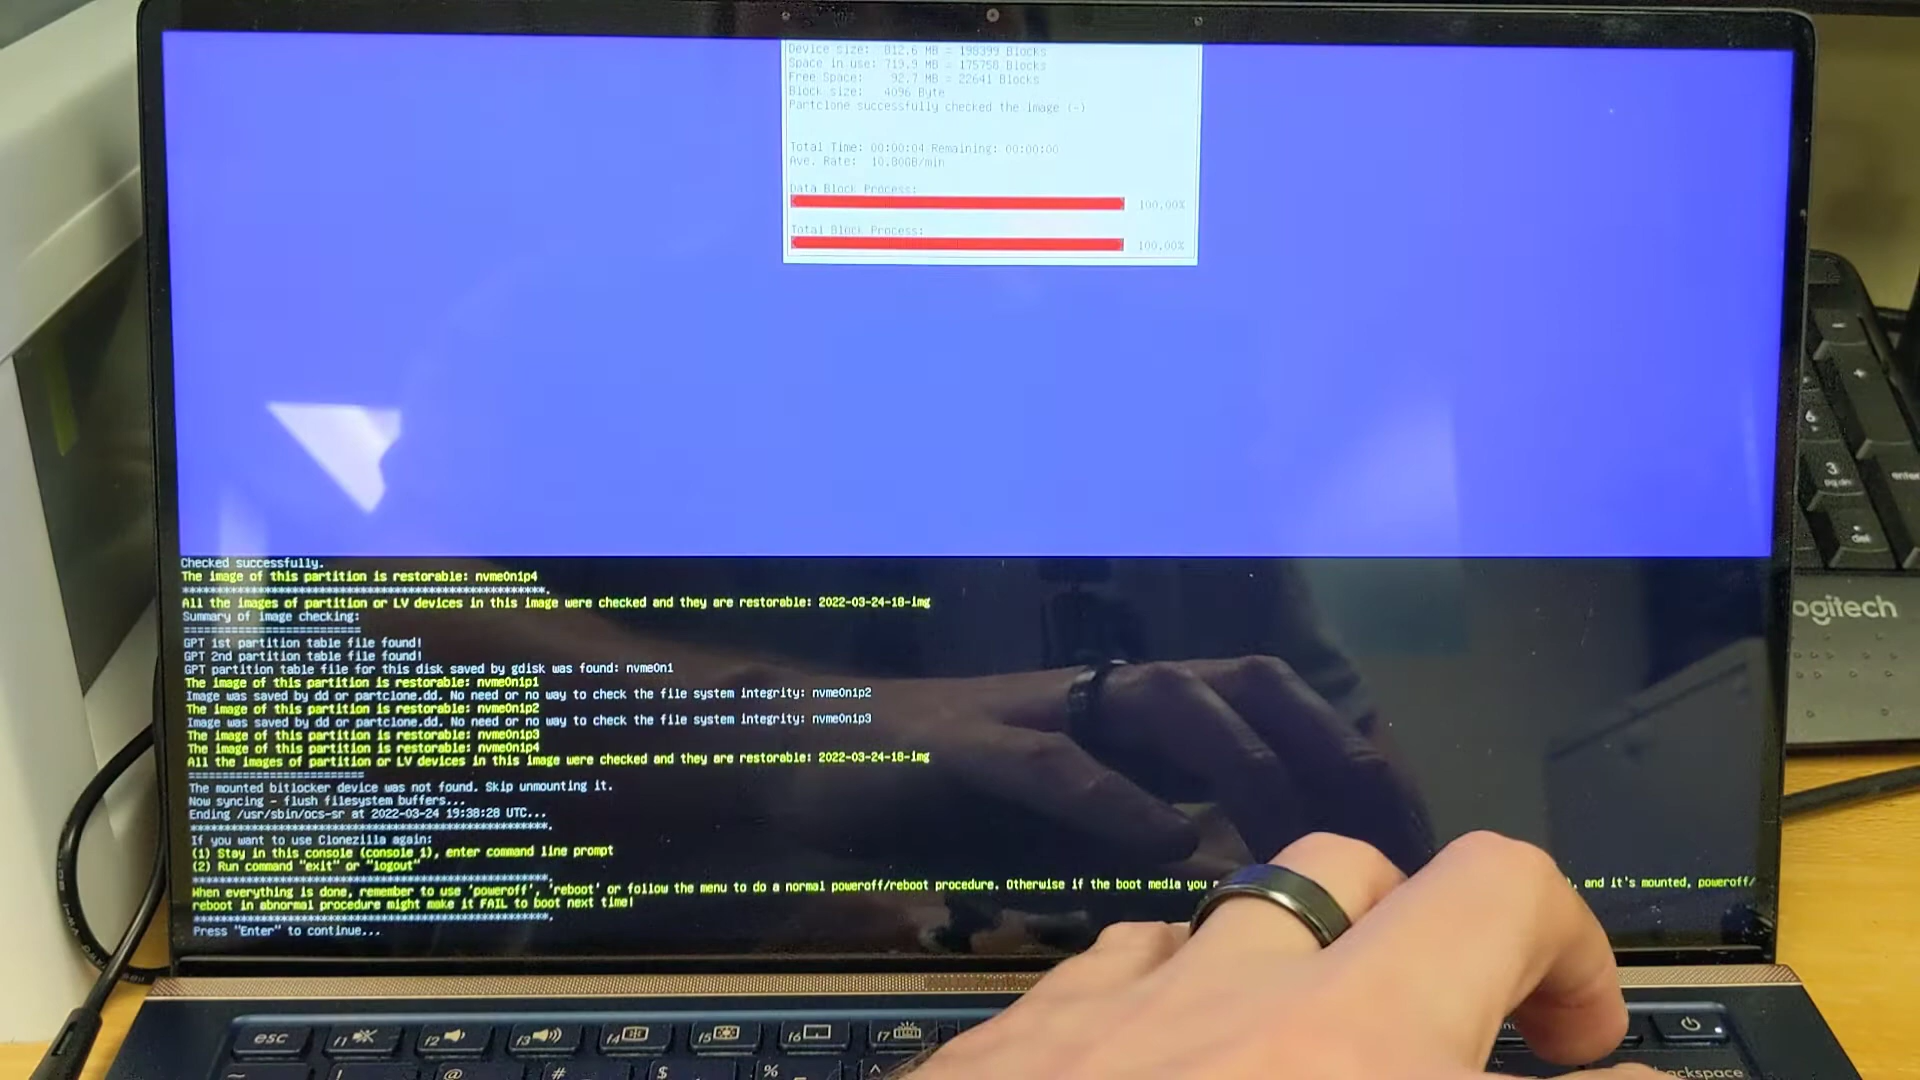 Device size: 812.6 MB = 198399 Blocks
Space in use: 719.9 MB = 175758 Blocks
Free Space: 92.7 MB = 22641 Blocks
Block size: 4096 Byte
Partclone successfully checked the image (-)
Total Time: 00:00:04 Remaining: 00:00:00
Ave. Rate: 10.80GB/min
Data Block Process:
100.00%
Total Block Process:
100.00%
Checked successfully.
The image of this partition is restorable: nvme0n1p4
*****************************************************.
All the images of partition or LV devices in this image were checked and they are restorable: 2022-03-24-18-img
Summary of image checking:
==========================
GPT 1st partition table file found!
GPT 2nd partition table file found!
GPT partition table file for this disk saved by gdisk was found: nvme0n1
The image of this partition is restorable: nvme0n1p1
Image was saved by dd or partclone.dd. No need or no way to check the file system integrity: nvme0n1p2
The image of this partition is restorable: nvme0n1p2
Image was saved by dd or partclone.dd. No need or no way to check the file system integrity: nvme0n1p3
The image of this partition is restorable: nvme0n1p3
The image of this partition is restorable: nvme0n1p4
All the images of partition or LV devices in this image were checked and they are restorable: 2022-03-24-18-img
==========================
The mounted bitlocker device was not found. Skip unmounting it.
Now syncing - flush filesystem buffers...
Ending /usr/sbin/ocs-sr at 2022-03-24 19:38:28 UTC...
*****************************************************.
If you want to use Clonezilla again:
(1) Stay in this console (console 1), enter command line prompt
(2) Run command "exit" or "logout"
*****************************************************.
When everything is done, remember to use 'poweroff', 'reboot' or follow the menu to do a normal poweroff/reboot procedure. Otherwise if the boot media you ), and it's mounted, poweroff/
reboot in abnormal procedure might make it FAIL to boot next time!
*****************************************************.
Press "Enter" to continue...
ogitech
6
3
pg dn
del
enter
esc f1 f2 f3 f4 f5 f6 f7
~ ! @ # $ % ^
backspace